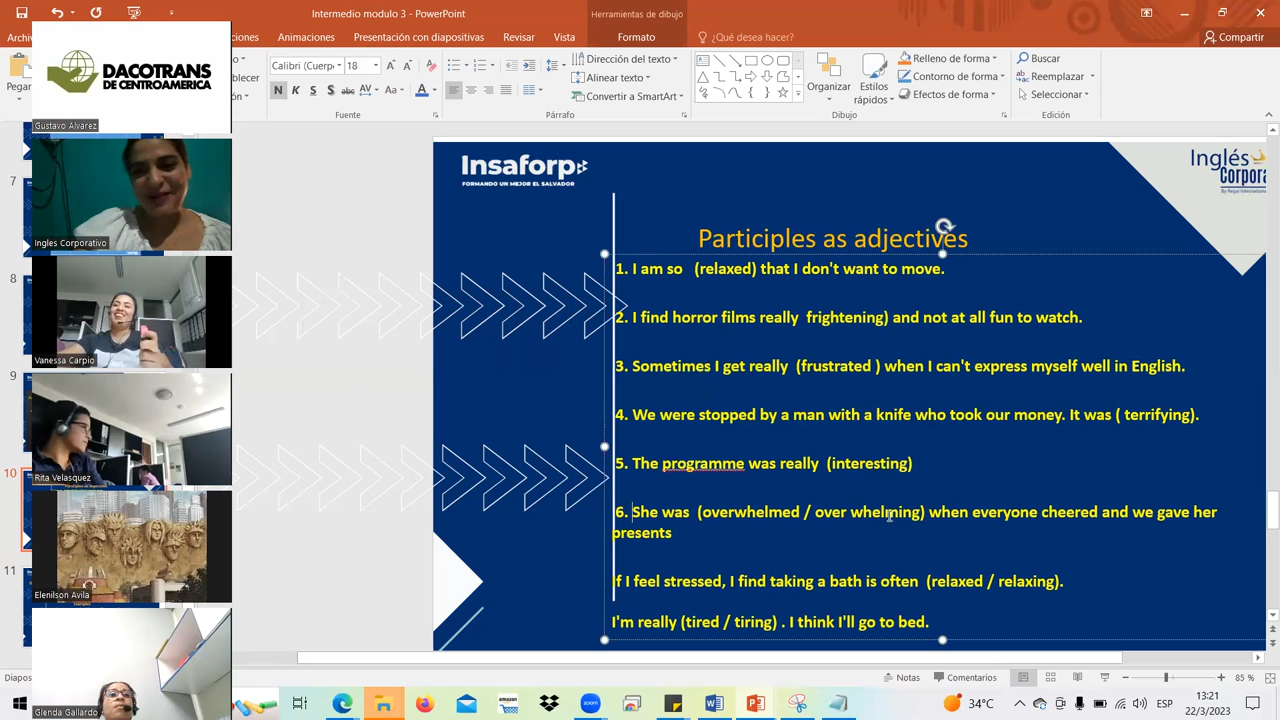 Herramientas de dibujo
ciones
Animaciones
Presentación con diapositivas
Revisar
Vista
Formato
¿Qué desea hacer?
Compartir
Calibri (Cuerp
18
Dirección del texto
Alinear texto
Convertir a SmartArt
Organizar
Estilos
rápidos
Relleno de forma
Contorno de forma
Efectos de forma
Buscar
Reemplazar
Seleccionar
Fuente
Párrafo
Dibujo
Edición
DACOTRANS
DE CENTROAMERICA
Gustavo Alvarez
Ingles Corporativo
Vanessa Carpio
Rita Velasquez
Elenilson Avila
Glenda Gallardo
Insaforp
FORMANDO UN MEJOR EL SALVADOR
Inglés
Corpora
Participles as adjectives
1. I am so (relaxed) that I don't want to move.
2. I find horror films really frightening) and not at all fun to watch.
3. Sometimes I get really (frustrated ) when I can't express myself well in English.
4. We were stopped by a man with a knife who took our money. It was ( terrifying).
5. The programme was really (interesting)
6. She was (overwhelmed / over whelming) when everyone cheered and we gave her
presents
If I feel stressed, I find taking a bath is often (relaxed / relaxing).
I'm really (tired / tiring) . I think I'll go to bed.
Notas
Comentarios
85 %
34°C
ESP
13:21
22/3/2023